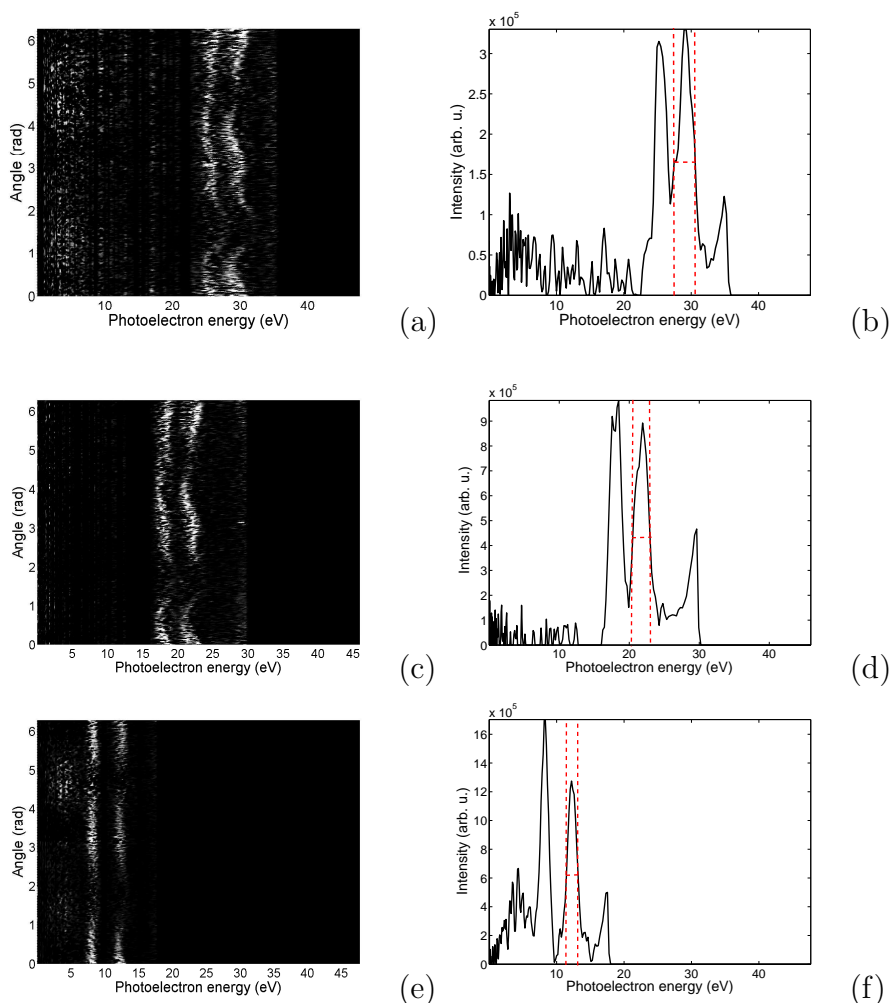 6
5
4
3
2
1
0
Angle (rad)
10 20 30 40
Photoelectron energy (eV)
(a)
x 10⁵
3
2.5
2
1.5
1
0.5
0
Intensity (arb. u.)
10 20 30 40
Photoelectron energy (eV)
(b)
6
5
4
3
2
1
0
Angle (rad)
5 10 15 20 25 30 35 40 45
Photoelectron energy (eV)
(c)
x 10⁵
9
8
7
6
5
4
3
2
1
0
Intensity (arb. u.)
0 10 20 30 40
Photoelectron energy (eV)
(d)
6
5
4
3
2
1
0
Angle (rad)
5 10 15 20 25 30 35 40 45
Photoelectron energy (eV)
(e)
x 10⁵
16
14
12
10
8
6
4
2
0
Intensity (arb. u.)
0 10 20 30 40
Photoelectron energy (eV)
(f)